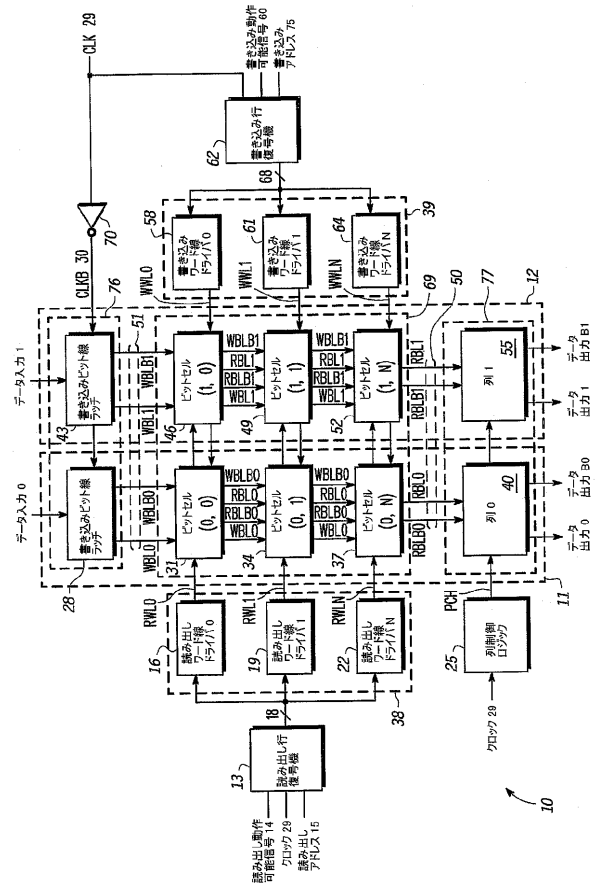 データ入力 0
データ入力 1
CLK 29
70
CLKB 30
76
28
書き込みビット線
ラッチ
43
書き込みビット線
ラッチ
51
WBL0
WBLB0
WBL1
WBLB1
書き込み動作
可能信号 60
書き込み
アドレス 75
62
書き込み行
復号機
68
58
書き込み
ワード線
ドライバ 0
61
書き込み
ワード線
ドライバ 1
64
書き込み
ワード線
ドライバ N
39
WWL0
WWL1
WWLN
読み出し動作
可能信号 14
クロック 29
読み出し
アドレス 15
13
読み出し行
復号機
18
16
読み出し
ワード線
ドライバ 0
19
読み出し
ワード線
ドライバ 1
22
読み出し
ワード線
ドライバ N
38
RWL0
RWL1
RWLN
31
ビットセル
(0, 0)
46
ビットセル
(1, 0)
WBL0
RBLB0
RBL0
WBLB0
WBL1
RBLB1
RBL1
WBLB1
34
ビットセル
(0, 1)
49
ビットセル
(1, 1)
WBL0
RBLB0
RBL0
WBLB0
WBL1
RBLB1
RBL1
WBLB1
37
ビットセル
(0, N)
52
ビットセル
(1, N)
69
RBLB0
RBL0
RBLB1
RBL1
50
77
12
クロック 29
25
列制御
ロジック
PCH
列 0
40
列 1
55
11
データ
出力 0
データ
出力 B0
データ
出力 1
データ
出力 B1
10